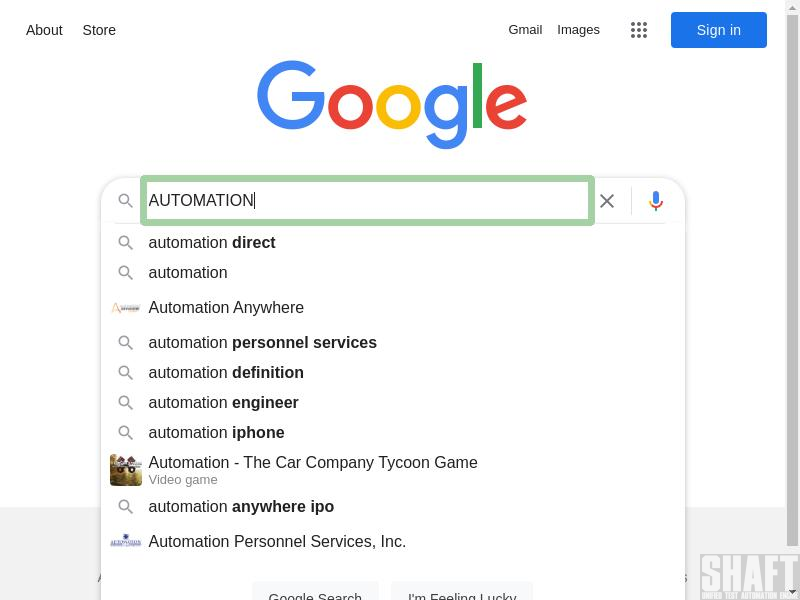 About Store Gmail Images Sign in
Google
AUTOMATION
automation direct
automation
Automation Anywhere
automation personnel services
automation definition
automation engineer
automation iphone
Automation - The Car Company Tycoon Game
Video game
automation anywhere ipo
Automation Personnel Services, Inc.
Google Search I'm Feeling Lucky
SHAFT